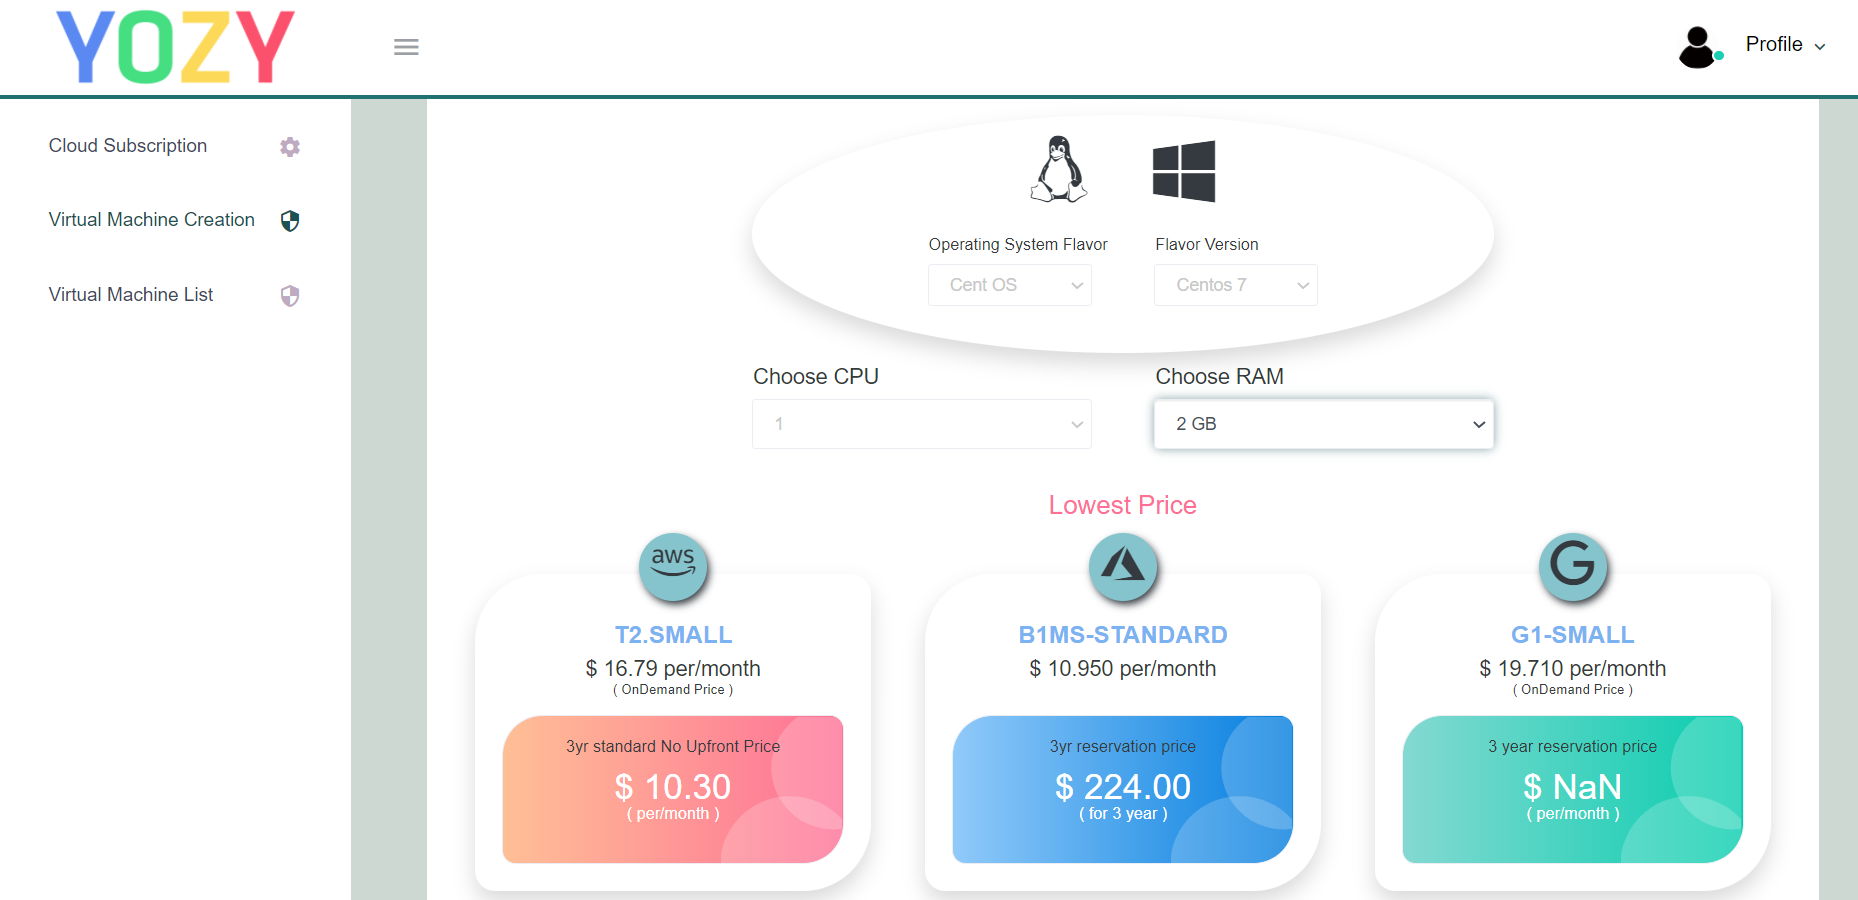 YOZY
Profile
Cloud Subscription
Virtual Machine Creation
Virtual Machine List
Operating System Flavor
Flavor Version
Cent OS
Centos 7
Choose CPU
Choose RAM
1
2 GB
Lowest Price
aws
G
T2.SMALL
$ 16.79 per/month
( OnDemand Price )
3yr standard No Upfront Price
$ 10.30
( per/month )
B1MS-STANDARD
$ 10.950 per/month
3yr reservation price
$ 224.00
( for 3 year )
G1-SMALL
$ 19.710 per/month
( OnDemand Price )
3 year reservation price
$ NaN
( per/month )